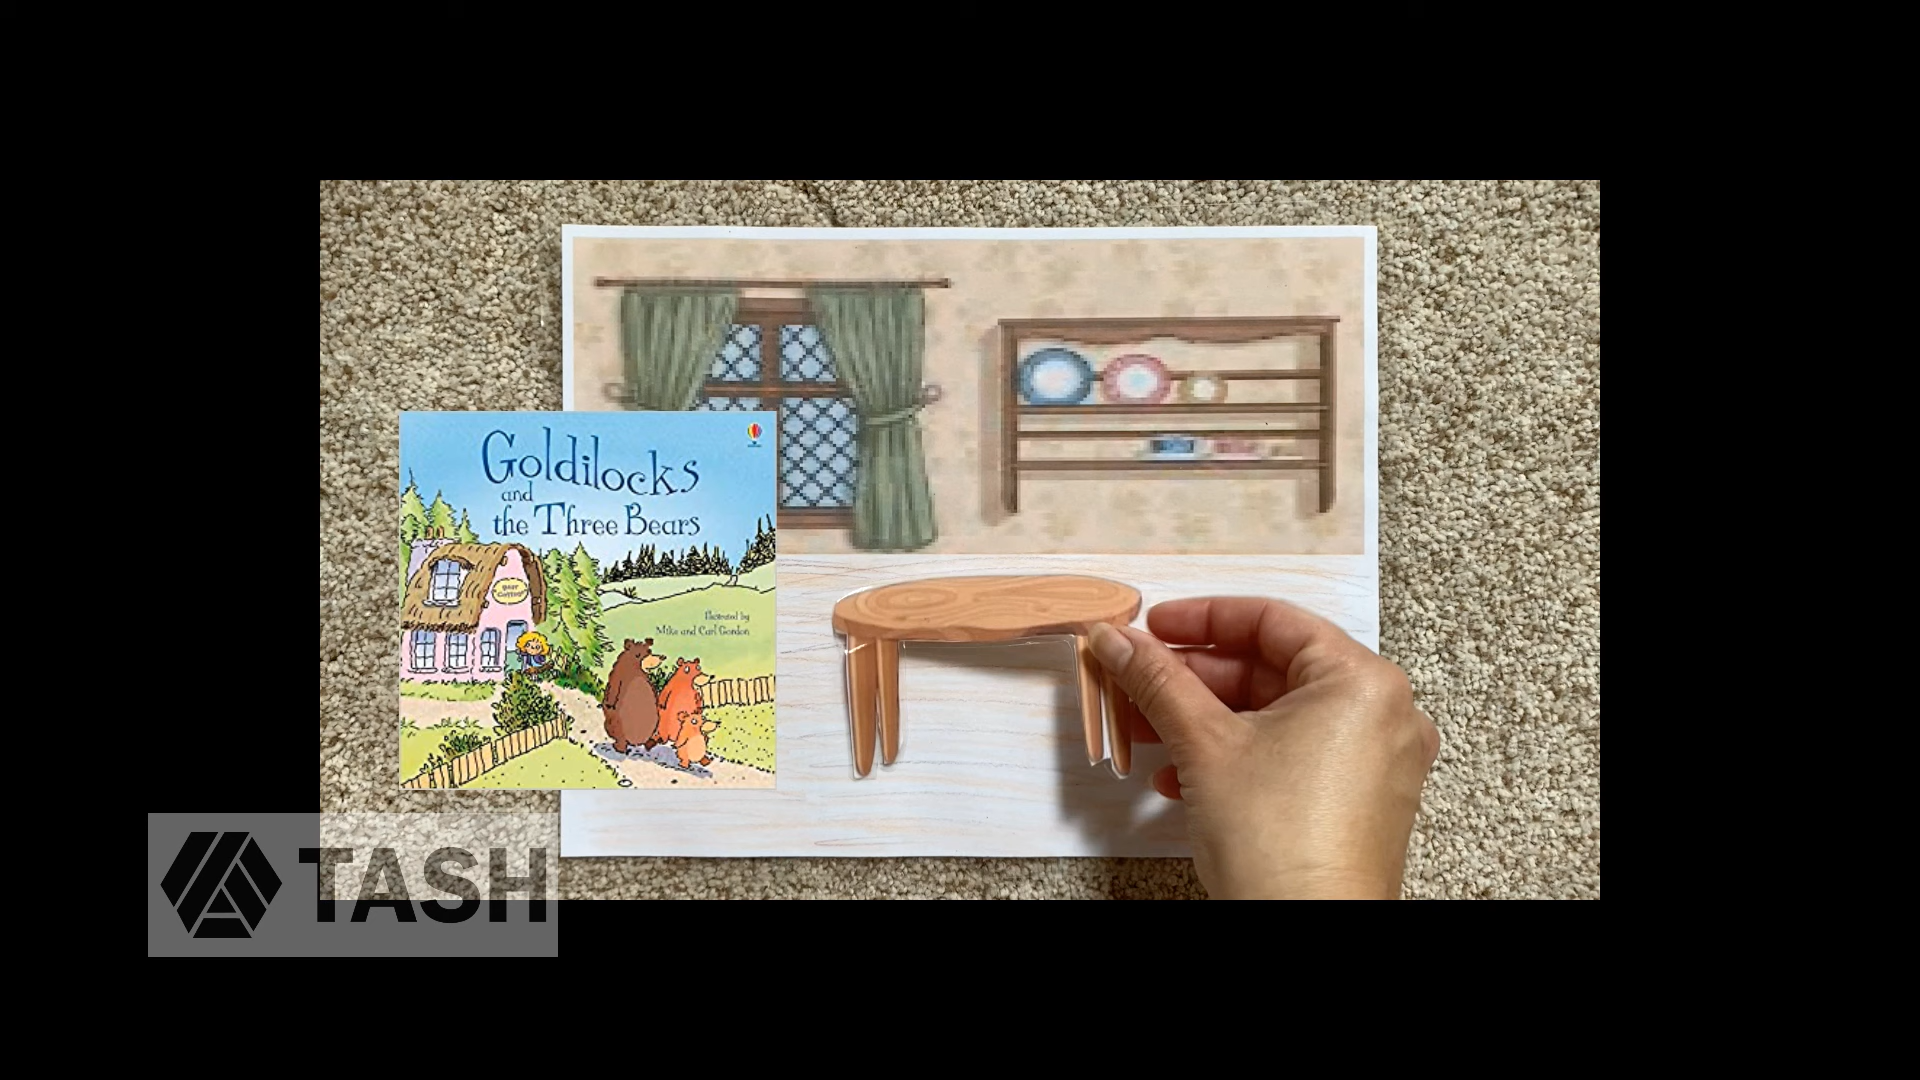 Goldilocks
and
the Three Bears
Illustrated by
Mike and Carl Gordon
TASH